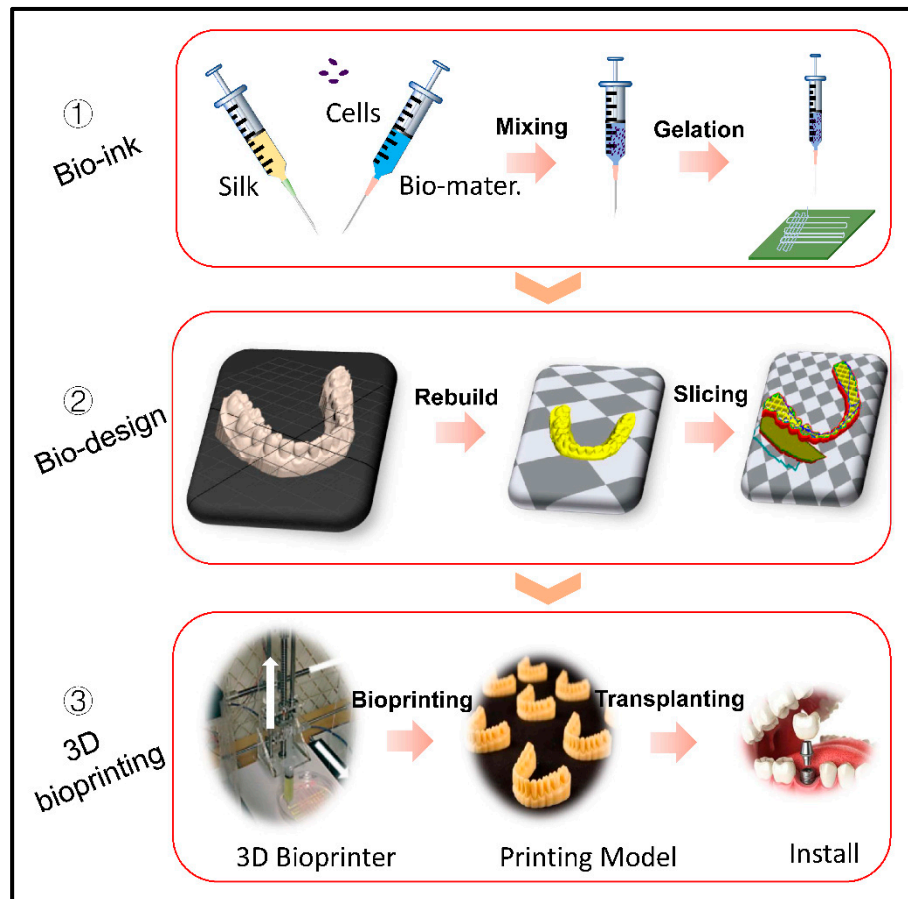 ①
Bio-ink
Silk
Cells
Bio-mater.
Mixing
Gelation
②
Bio-design
Rebuild
Slicing
③
3D
bioprinting
Bioprinting
Transplanting
3D Bioprinter
Printing Model
Install